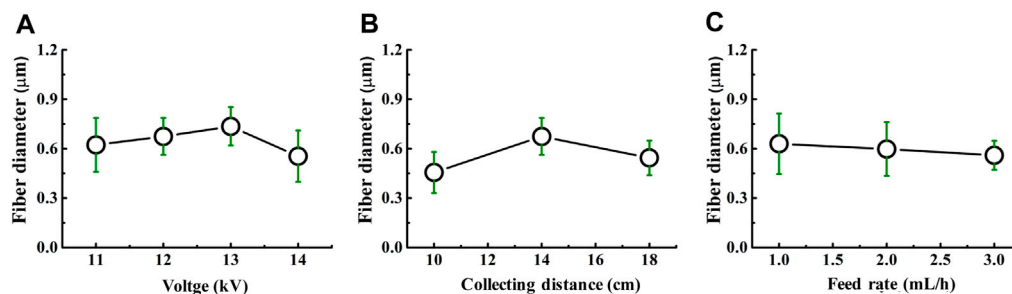 A
B
C
1.2
0.9
0.6
0.3
0.0
Fiber diameter (μm)
11 12 13 14
Voltge (kV)
1.2
0.9
0.6
0.3
0.0
Fiber diameter (μm)
10 12 14 16 18
Collecting distance (cm)
1.2
0.9
0.6
0.3
0.0
Fiber diameter (μm)
1.0 1.5 2.0 2.5 3.0
Feed rate (mL/h)